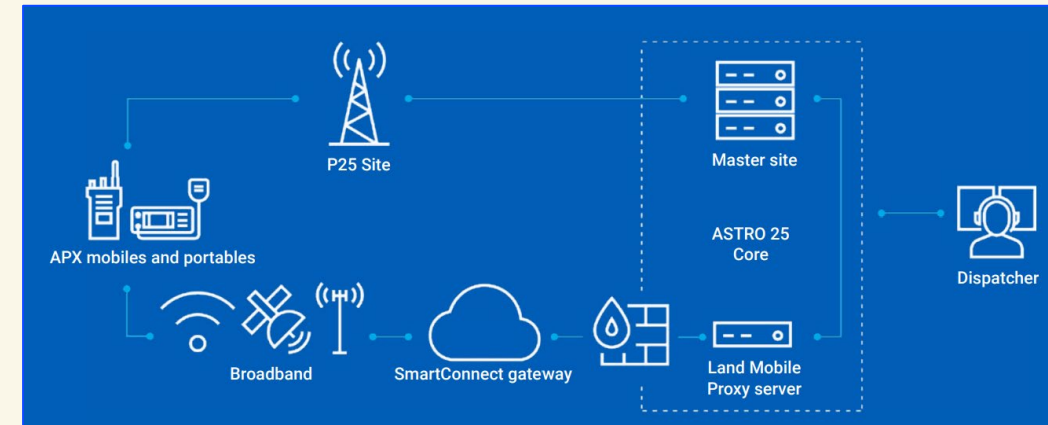 P25 Site
Master site
APX mobiles and portables
ASTRO 25
Core
Dispatcher
Broadband
SmartConnect gateway
Land Mobile
Proxy server